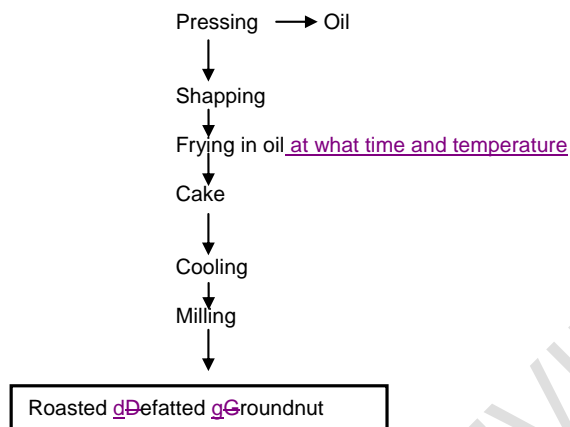 Pressing Oil
Shapping
Frying in oil at what time and temperature
Cake
Cooling
Milling
Roasted dDefatted gGroundnut